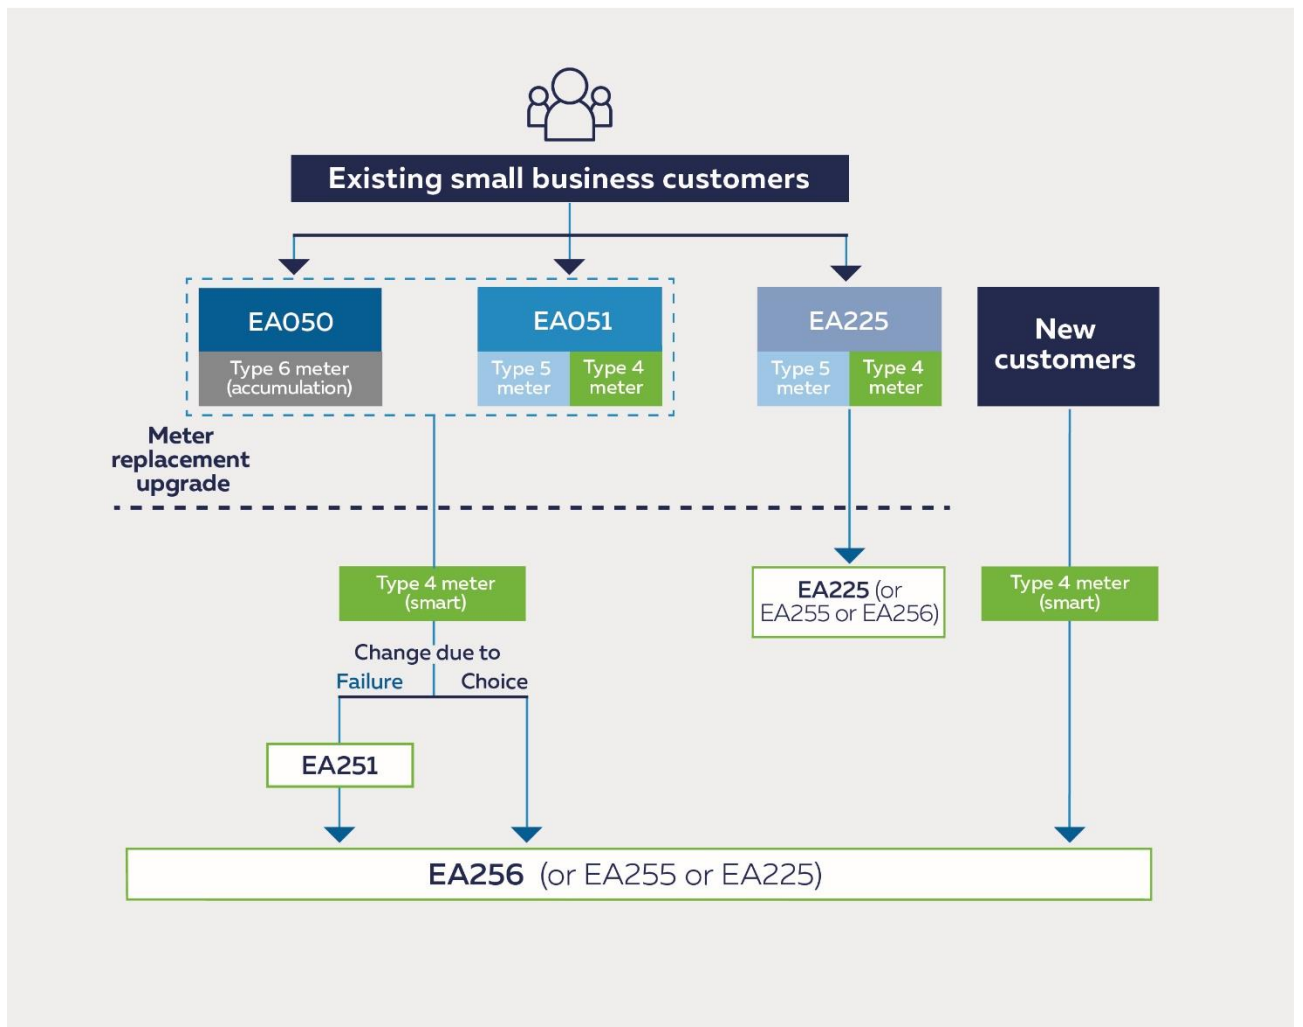 Existing small business customers
EA050
Type 6 meter
(accumulation)
EA051
Type 5
meter
Type 4
meter
EA225
Type 5
meter
Type 4
meter
New
customers
Meter
replacement
upgrade
Type 4 meter
(smart)
Change due to
Failure
Choice
EA225 (or
EA255 or EA256)
Type 4 meter
(smart)
EA251
EA256 (or EA255 or EA225)